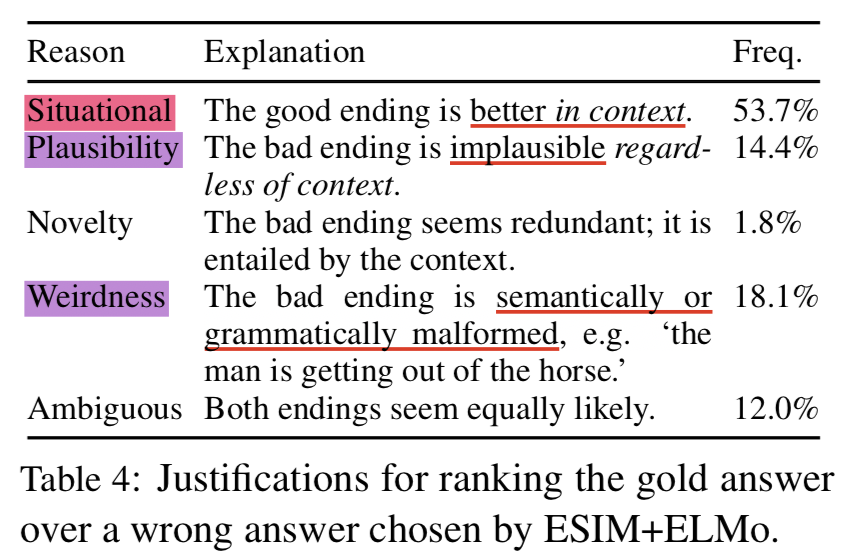 Reason Explanation Freq.
Situational The good ending is better in context. 53.7%
Plausibility The bad ending is implausible regard- 14.4%
less of context.
Novelty The bad ending seems redundant; it is 1.8%
entailed by the context.
Weirdness The bad ending is semantically or 18.1%
grammatically malformed, e.g. ‘the
man is getting out of the horse.’
Ambiguous Both endings seem equally likely. 12.0%
Table 4: Justifications for ranking the gold answer
over a wrong answer chosen by ESIM+ELMo.